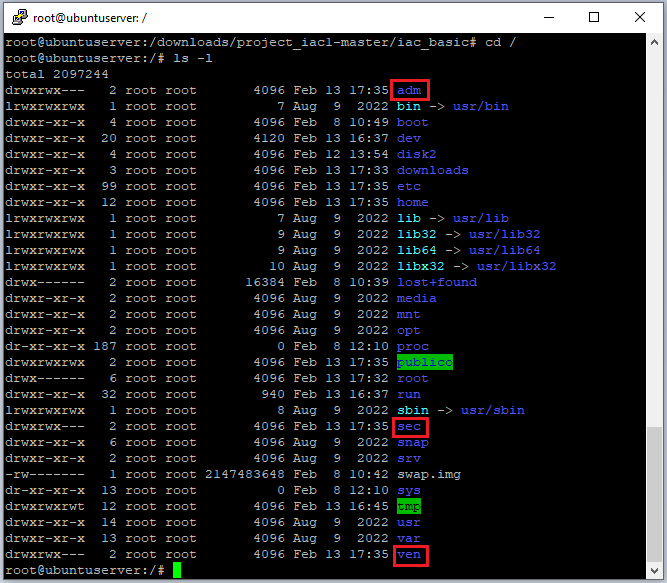 root@ubuntuserver: /
root@ubuntuserver:/downloads/project_iac1-master/iac_basic# cd /
root@ubuntuserver:/# ls -l
total 2097244
drwxrwx---   2 root root       4096 Feb 13 17:35 adm
lrwxrwxrwx   1 root root          7 Aug  9  2022 bin -> usr/bin
drwxr-xr-x   4 root root       4096 Feb  8 10:49 boot
drwxr-xr-x  20 root root       4120 Feb 13 16:37 dev
drwxr-xr-x   4 root root       4096 Feb 12 13:54 disk2
drwxr-xr-x   3 root root       4096 Feb 13 17:33 downloads
drwxr-xr-x  99 root root       4096 Feb 13 17:35 etc
drwxr-xr-x  12 root root       4096 Feb 13 17:35 home
lrwxrwxrwx   1 root root          7 Aug  9  2022 lib -> usr/lib
lrwxrwxrwx   1 root root          9 Aug  9  2022 lib32 -> usr/lib32
lrwxrwxrwx   1 root root          9 Aug  9  2022 lib64 -> usr/lib64
lrwxrwxrwx   1 root root         10 Aug  9  2022 libx32 -> usr/libx32
drwx------   2 root root      16384 Feb  8 10:39 lost+found
drwxr-xr-x   2 root root       4096 Aug  9  2022 media
drwxr-xr-x   2 root root       4096 Aug  9  2022 mnt
drwxr-xr-x   2 root root       4096 Aug  9  2022 opt
dr-xr-xr-x 187 root root          0 Feb  8 12:10 proc
drwxrwxrwx   2 root root       4096 Feb 13 17:35 publico
drwx------   6 root root       4096 Feb 13 17:32 root
drwxr-xr-x  32 root root        940 Feb 13 16:37 run
lrwxrwxrwx   1 root root          8 Aug  9  2022 sbin -> usr/sbin
drwxrwx---   2 root root       4096 Feb 13 17:35 sec
drwxr-xr-x   6 root root       4096 Aug  9  2022 snap
drwxr-xr-x   2 root root       4096 Aug  9  2022 srv
-rw-------   1 root root 2147483648 Feb  8 10:42 swap.img
dr-xr-xr-x  13 root root          0 Feb  8 12:10 sys
drwxrwxrwt  12 root root       4096 Feb 13 16:45 tmp
drwxr-xr-x  14 root root       4096 Aug  9  2022 usr
drwxr-xr-x  13 root root       4096 Aug  9  2022 var
drwxrwx---   2 root root       4096 Feb 13 17:35 ven
root@ubuntuserver:/#